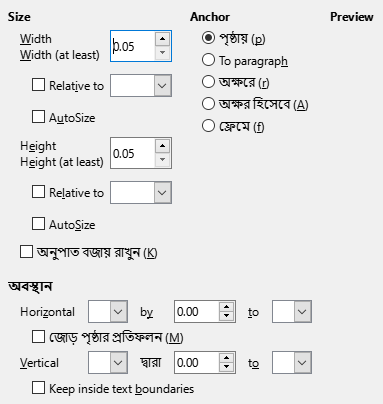 Size Anchor Preview
Width
Width (at least) 0.05 পৃষ্ঠায় (p)
To paragraph
Relative to অক্ষরে (r)
অক্ষর হিসেবে (A)
AutoSize ফ্রেমে (f)
Height
Height (at least) 0.05
Relative to
AutoSize
অনুপাত বজায় রাখুন (K)
অবস্থান
Horizontal by 0.00 to
জোড় পৃষ্ঠার প্রতিফলন (M)
Vertical দ্বারা 0.00 to
Keep inside text boundaries